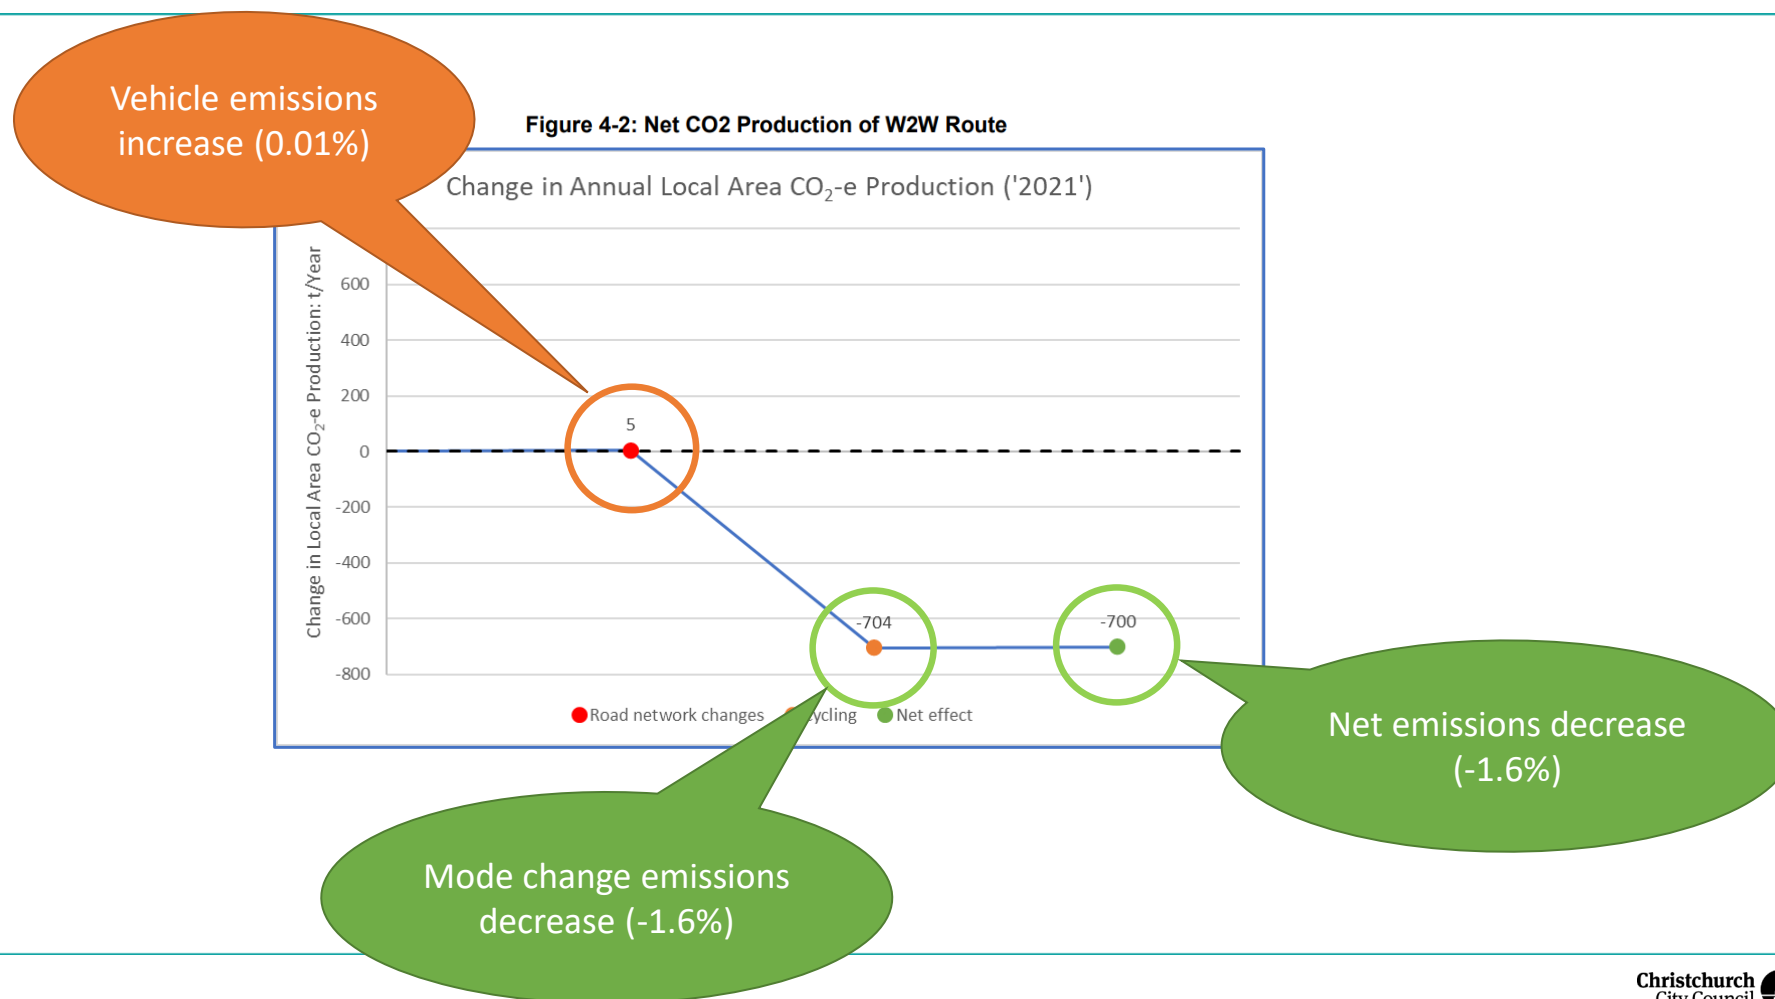 Vehicle emissions
increase (0.01%)
Figure 4-2: Net CO2 Production of W2W Route
Change in Annual Local Area CO₂-e Production ('2021')
Change in Local Area CO₂-e Production: t/Year
600
400
200
0
-200
-400
-600
-800
5
-704
-700
Road network changes
Net effect
Net emissions decrease
(-1.6%)
Mode change emissions
decrease (-1.6%)
Christchurch
City Council